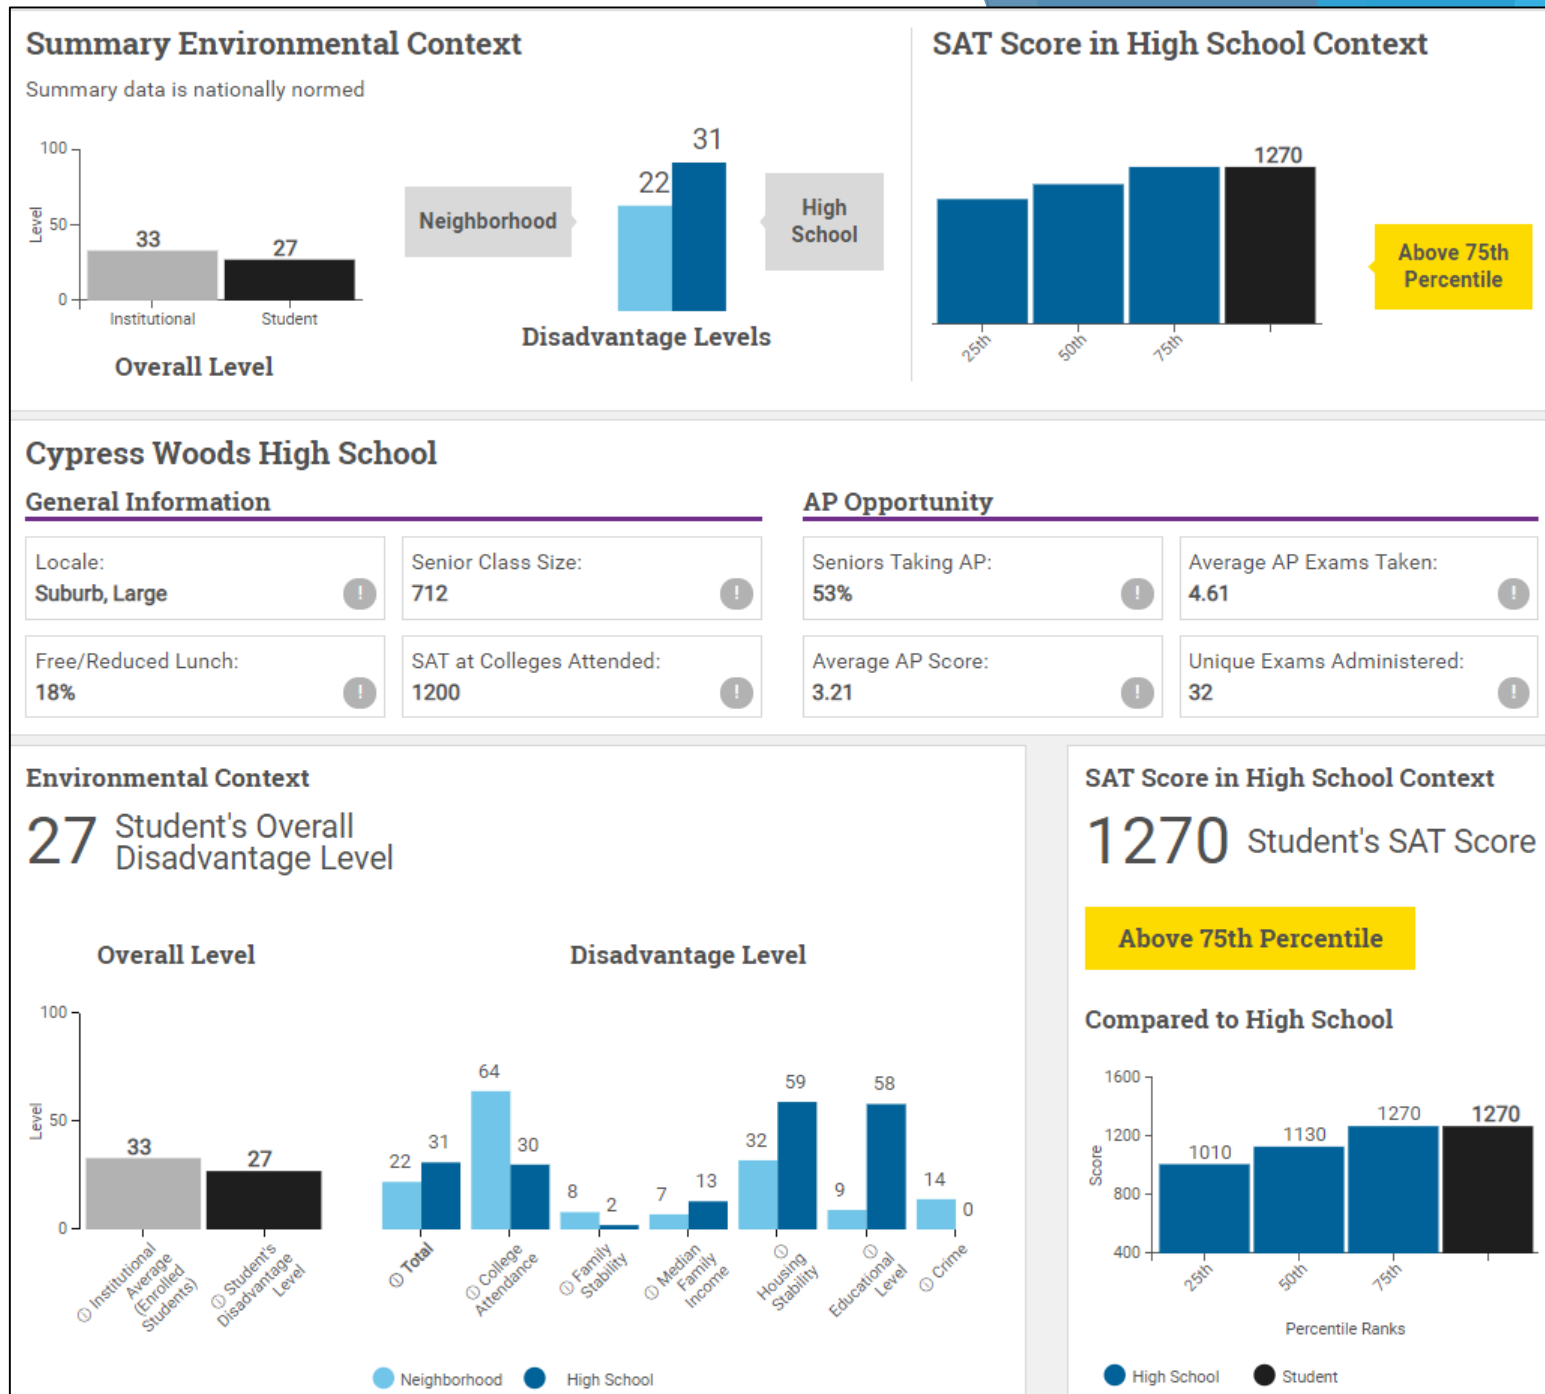 Summary Environmental Context
Summary data is nationally normed
100
50
0
Level
33
27
Institutional
Student
Overall Level
Neighborhood
22
31
High
School
Disadvantage Levels
SAT Score in High School Context
1270
25th
50th
75th
Above 75th
Percentile
Cypress Woods High School
General Information
Locale:
Suburb, Large
!
Senior Class Size:
712
!
Free/Reduced Lunch:
18%
!
SAT at Colleges Attended:
1200
!
AP Opportunity
Seniors Taking AP:
53%
!
Average AP Exams Taken:
4.61
!
Average AP Score:
3.21
!
Unique Exams Administered:
32
!
Environmental Context
27
Student's Overall
Disadvantage Level
Overall Level
100
50
0
Level
33
27
Institutional
Average
(Enrolled
Students)
Student's
Disadvantage
Level
Disadvantage Level
22
31
64
30
8
2
7
13
32
59
9
58
14
0
Total
College
Attendance
Family
Stability
Median
Family
Income
Housing
Stability
Educational
Level
Crime
Neighborhood
High School
SAT Score in High School Context
1270 Student's SAT Score
Above 75th Percentile
Compared to High School
1600
1200
800
400
Score
1010
1130
1270
1270
25th
50th
75th
Percentile Ranks
High School
Student